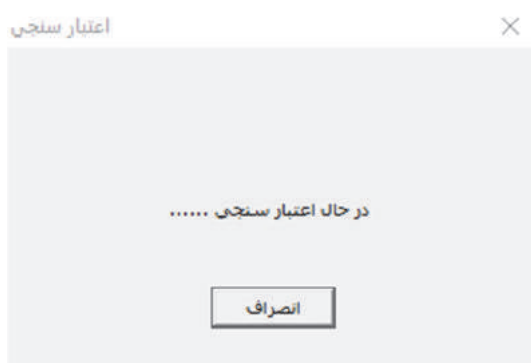 اعتبار سنجی
در حال اعتبار سنجی ......
انصراف